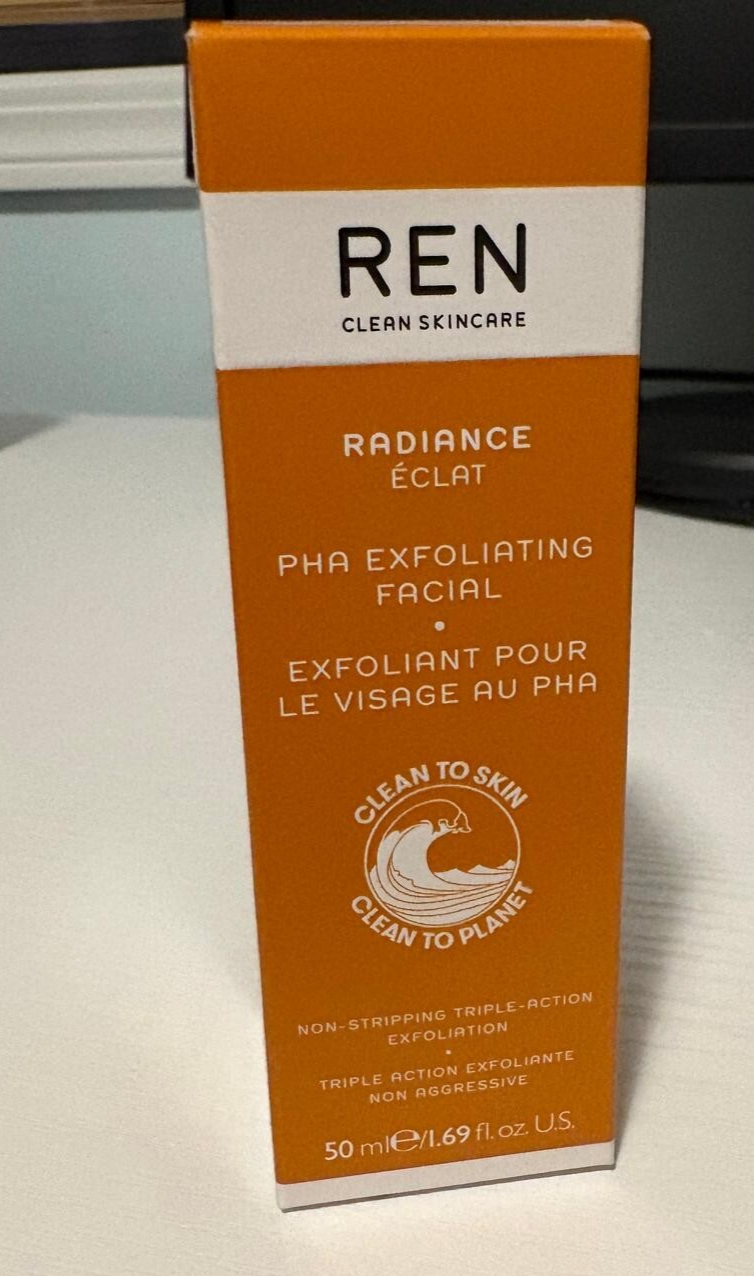 REN
CLEAN SKINCARE
RADIANCE
ÉCLAT
PHA EXFOLIATING
FACIAL
•
EXFOLIANT POUR
LE VISAGE AU PHA
CLEAN TO SKIN
CLEAN TO PLANET
NON-STRIPPING TRIPLE-ACTION
EXFOLIATION
•
TRIPLE ACTION EXFOLIANTE
NON AGGRESSIVE
50 ml℮/1.69 fl. oz. U.S.